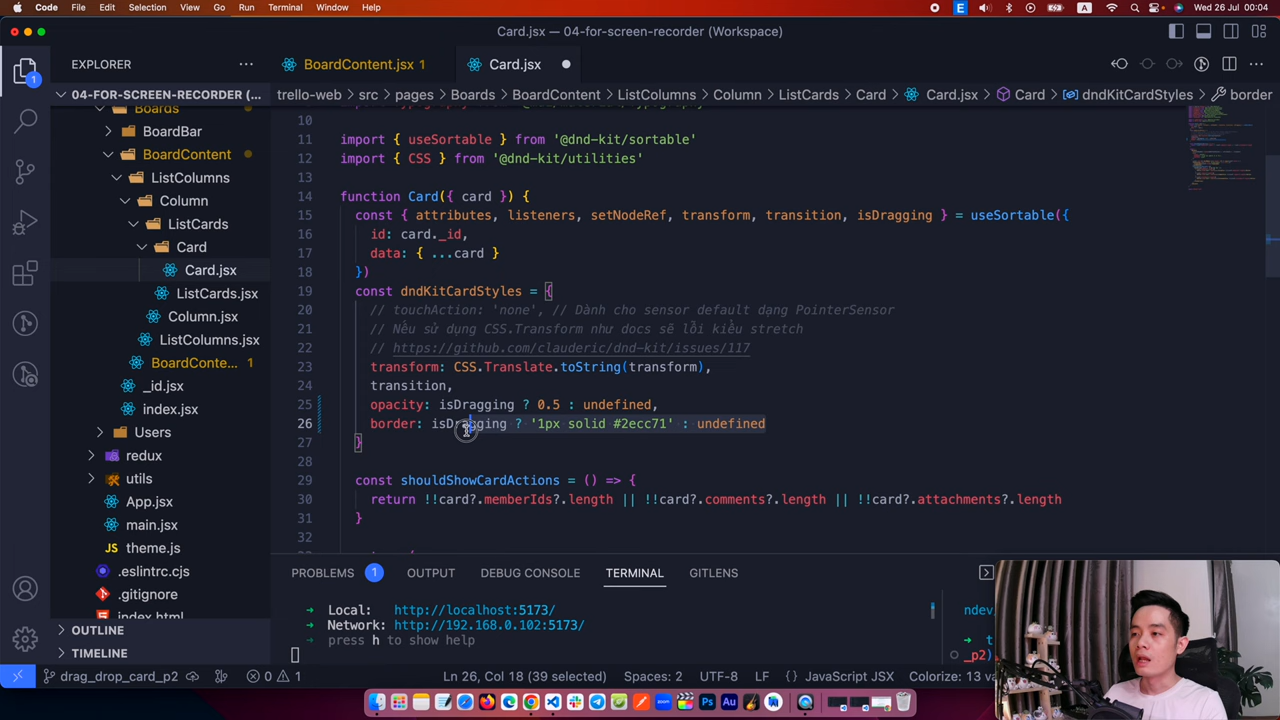 Code File Edit Selection View Go Run Terminal Window Help
A Wed 26 Jul 00:04
Card.jsx — 04-for-screen-recorder (Workspace)
EXPLORER
BoardContent.jsx 1
Card.jsx
04-FOR-SCREEN-RECORDER (...
trello-web > src > pages > Boards > BoardContent > ListColumns > Column > ListCards > Card > Card.jsx > Card > dndKitCardStyles > border
Boards
BoardBar
BoardContent
ListColumns
Column
ListCards
Card
Card.jsx
ListCards.jsx
Column.jsx
ListColumns.jsx
BoardConte... 1
_id.jsx
index.jsx
Users
redux
utils
App.jsx
main.jsx
theme.js
.eslintrc.cjs
.gitignore
index.html
OUTLINE
TIMELINE
10
11 import { useSortable } from '@dnd-kit/sortable'
12 import { CSS } from '@dnd-kit/utilities'
13
14 function Card({ card }) {
15 const { attributes, listeners, setNodeRef, transform, transition, isDragging } = useSortable({
16 id: card._id,
17 data: { ...card }
18 })
19 const dndKitCardStyles = {
20 // touchAction: 'none', // Dành cho sensor default dạng PointerSensor
21 // Nếu sử dụng CSS.Transform như docs sẽ lỗi kiểu stretch
22 // https://github.com/clauderic/dnd-kit/issues/117
23 transform: CSS.Translate.toString(transform),
24 transition,
25 opacity: isDragging ? 0.5 : undefined,
26 border: isDragging ? '1px solid #2ecc71' : undefined
27 }
28
29 const shouldShowCardActions = () => {
30 return !!card?.memberIds?.length || !!card?.comments?.length || !!card?.attachments?.length
31 }
PROBLEMS 1 OUTPUT DEBUG CONSOLE TERMINAL GITLENS
➜ Local: http://localhost:5173/
➜ Network: http://192.168.0.102:5173/
press h to show help
ndev
➜ t
_p2)
drag_drop_card_p2 0 1 Ln 26, Col 18 (39 selected) Spaces: 2 UTF-8 LF {} JavaScript JSX Colorize: 13 va